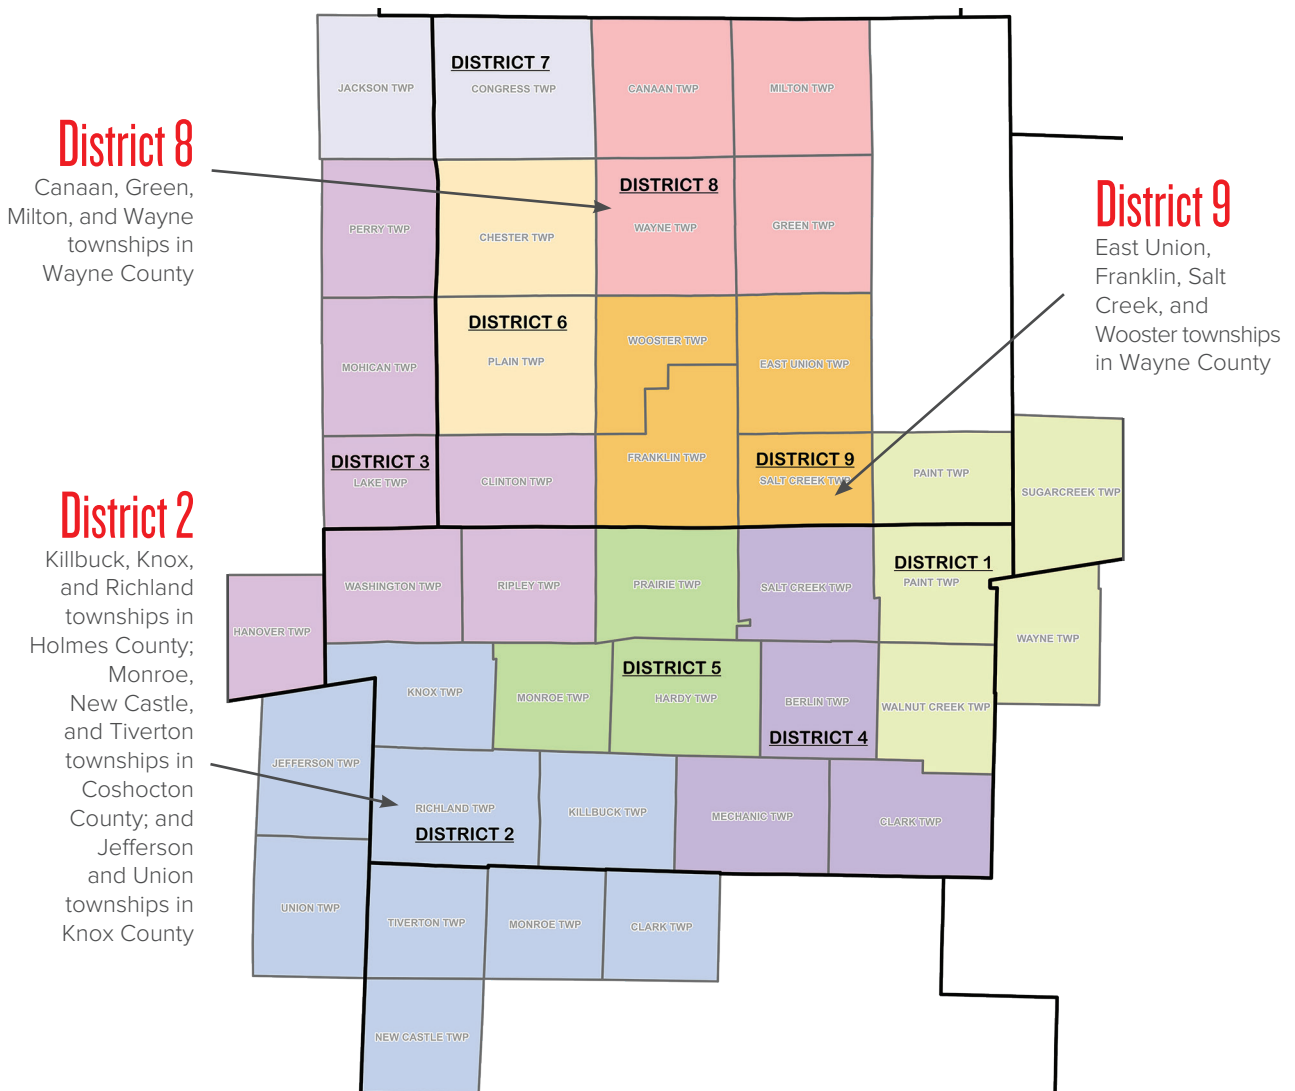 DISTRICT 7
JACKSON TWP
CONGRESS TWP
CANAAN TWP
MILTON TWP
District 8
Canaan, Green,
Milton, and Wayne
townships in
Wayne County
DISTRICT 8
PERRY TWP
CHESTER TWP
WAYNE TWP
GREEN TWP
District 9
East Union,
Franklin, Salt
Creek, and
Wooster townships
in Wayne County
DISTRICT 6
MOHICAN TWP
PLAIN TWP
WOOSTER TWP
EAST UNION TWP
DISTRICT 3
LAKE TWP
CLINTON TWP
FRANKLIN TWP
DISTRICT 9
SALT CREEK TWP
PAINT TWP
SUGARCREEK TWP
District 2
Killbuck, Knox,
and Richland
townships in
Holmes County;
Monroe,
New Castle,
and Tiverton
townships in
Coshocton
County; and
Jefferson
and Union
townships in
Knox County
DISTRICT 1
WASHINGTON TWP
RIPLEY TWP
PRAIRIE TWP
SALT CREEK TWP
PAINT TWP
HANOVER TWP
WAYNE TWP
DISTRICT 5
KNOX TWP
MONROE TWP
HARDY TWP
BERLIN TWP
WALNUT CREEK TWP
DISTRICT 4
JEFFERSON TWP
RICHLAND TWP
DISTRICT 2
KILLBUCK TWP
MECHANIC TWP
CLARK TWP
UNION TWP
TIVERTON TWP
MONROE TWP
CLARK TWP
NEW CASTLE TWP